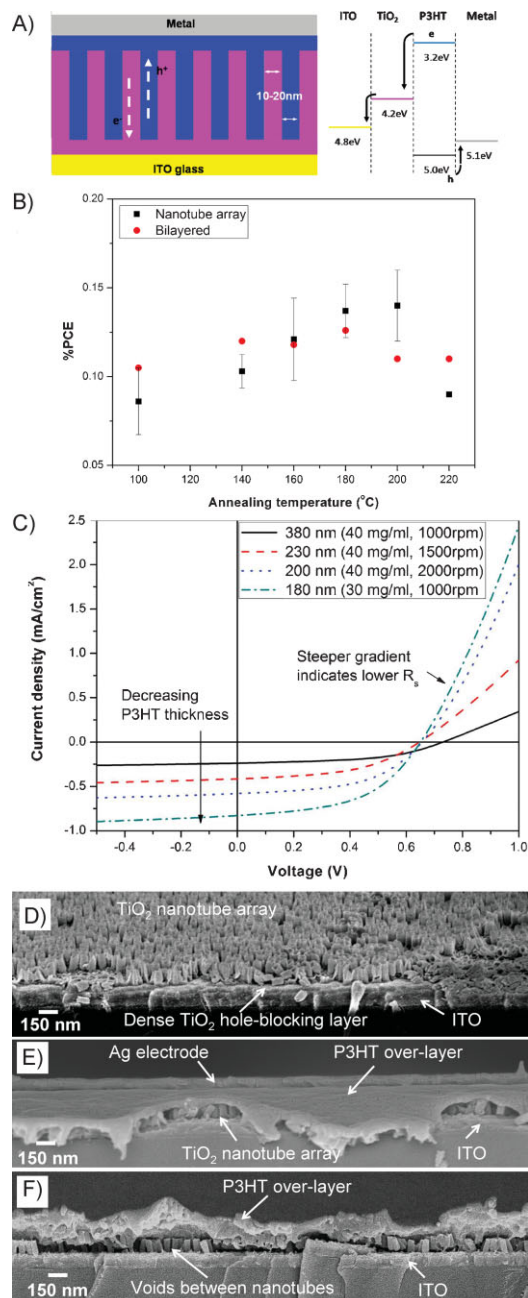 A)
Metal
h⁺
10-20nm
e⁻
ITO glass
ITO TiO₂ P3HT Metal
e
3.2eV
4.2eV
4.8eV
5.0eV
5.1eV
h
B)
Nanotube array
Bilayered
%PCE
0.20
0.15
0.10
0.05
100 120 140 160 180 200 220
Annealing temperature (°C)
C)
380 nm (40 mg/ml, 1000rpm)
230 nm (40 mg/ml, 1500rpm)
200 nm (40 mg/ml, 2000rpm)
180 nm (30 mg/ml, 1000rpm
Steeper gradient
indicates lower Rs
Decreasing
P3HT thickness
Current density (mA/cm²)
2.5
2.0
1.5
1.0
0.5
0.0
-0.5
-1.0
-0.4 -0.2 0.0 0.2 0.4 0.6 0.8 1.0
Voltage (V)
D)
TiO₂ nanotube array
150 nm
Dense TiO₂ hole-blocking layer
ITO
E)
Ag electrode
P3HT over-layer
150 nm
TiO₂ nanotube array
ITO
F)
P3HT over-layer
150 nm
Voids between nanotubes
ITO